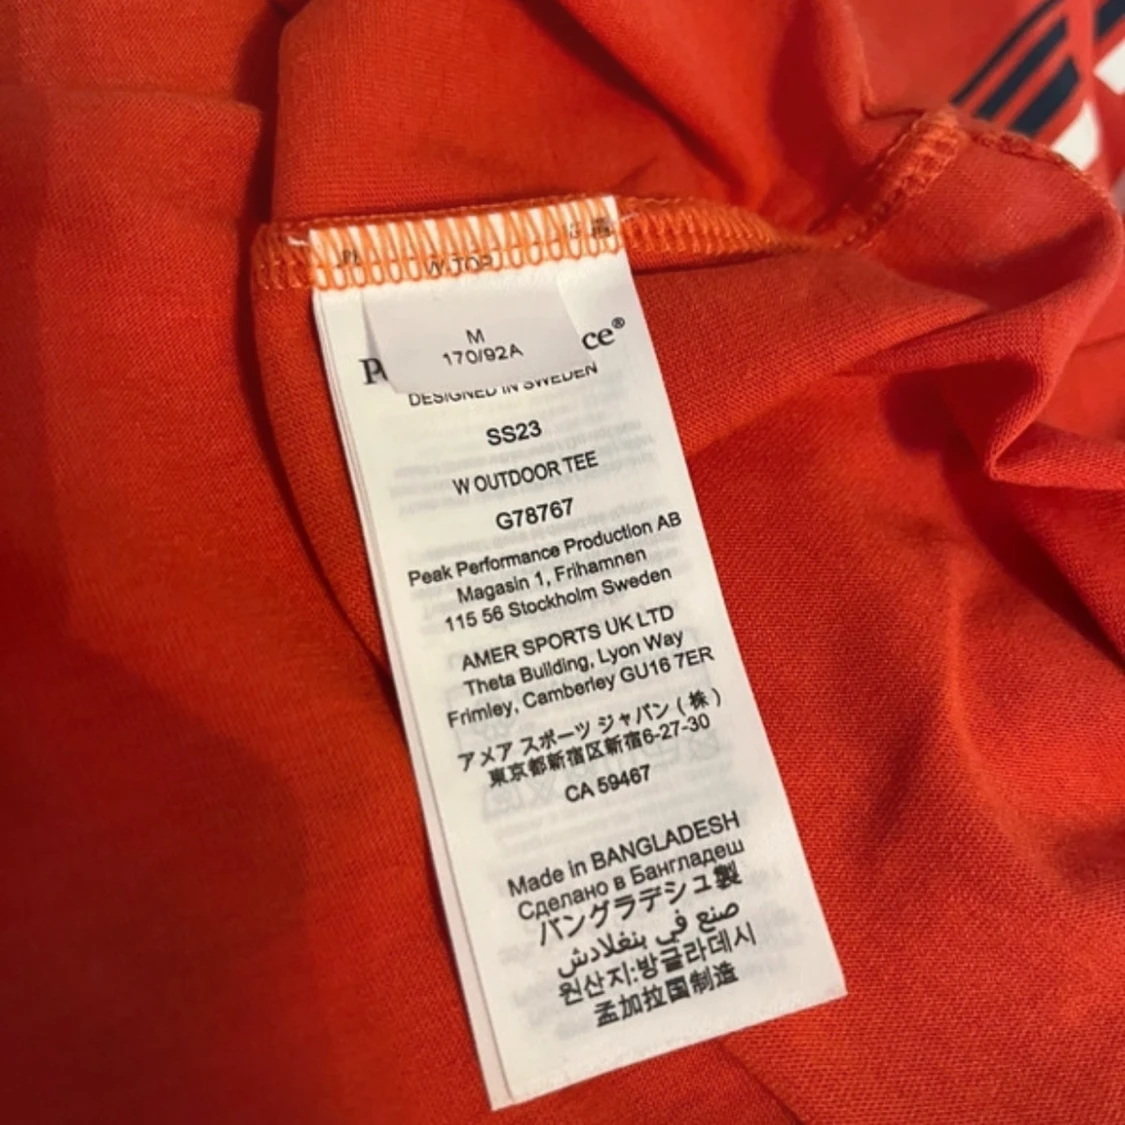 W TOP
M
170/92A
ce®
DESIGNED IN SWEDEN
SS23
W OUTDOOR TEE
G78767
Peak Performance Production AB
Magasin 1, Frihamnen
115 56 Stockholm Sweden
AMER SPORTS UK LTD
Theta Building, Lyon Way
Frimley, Camberley GU16 7ER
アメア スポーツ ジャパン (株)
東京都新宿区新宿6-27-30
CA 59467
Made in BANGLADESH
Сделано в Бангладеш
バングラデシュ製
صنع في بنغلادش
원산지:방글라데시
孟加拉国制造